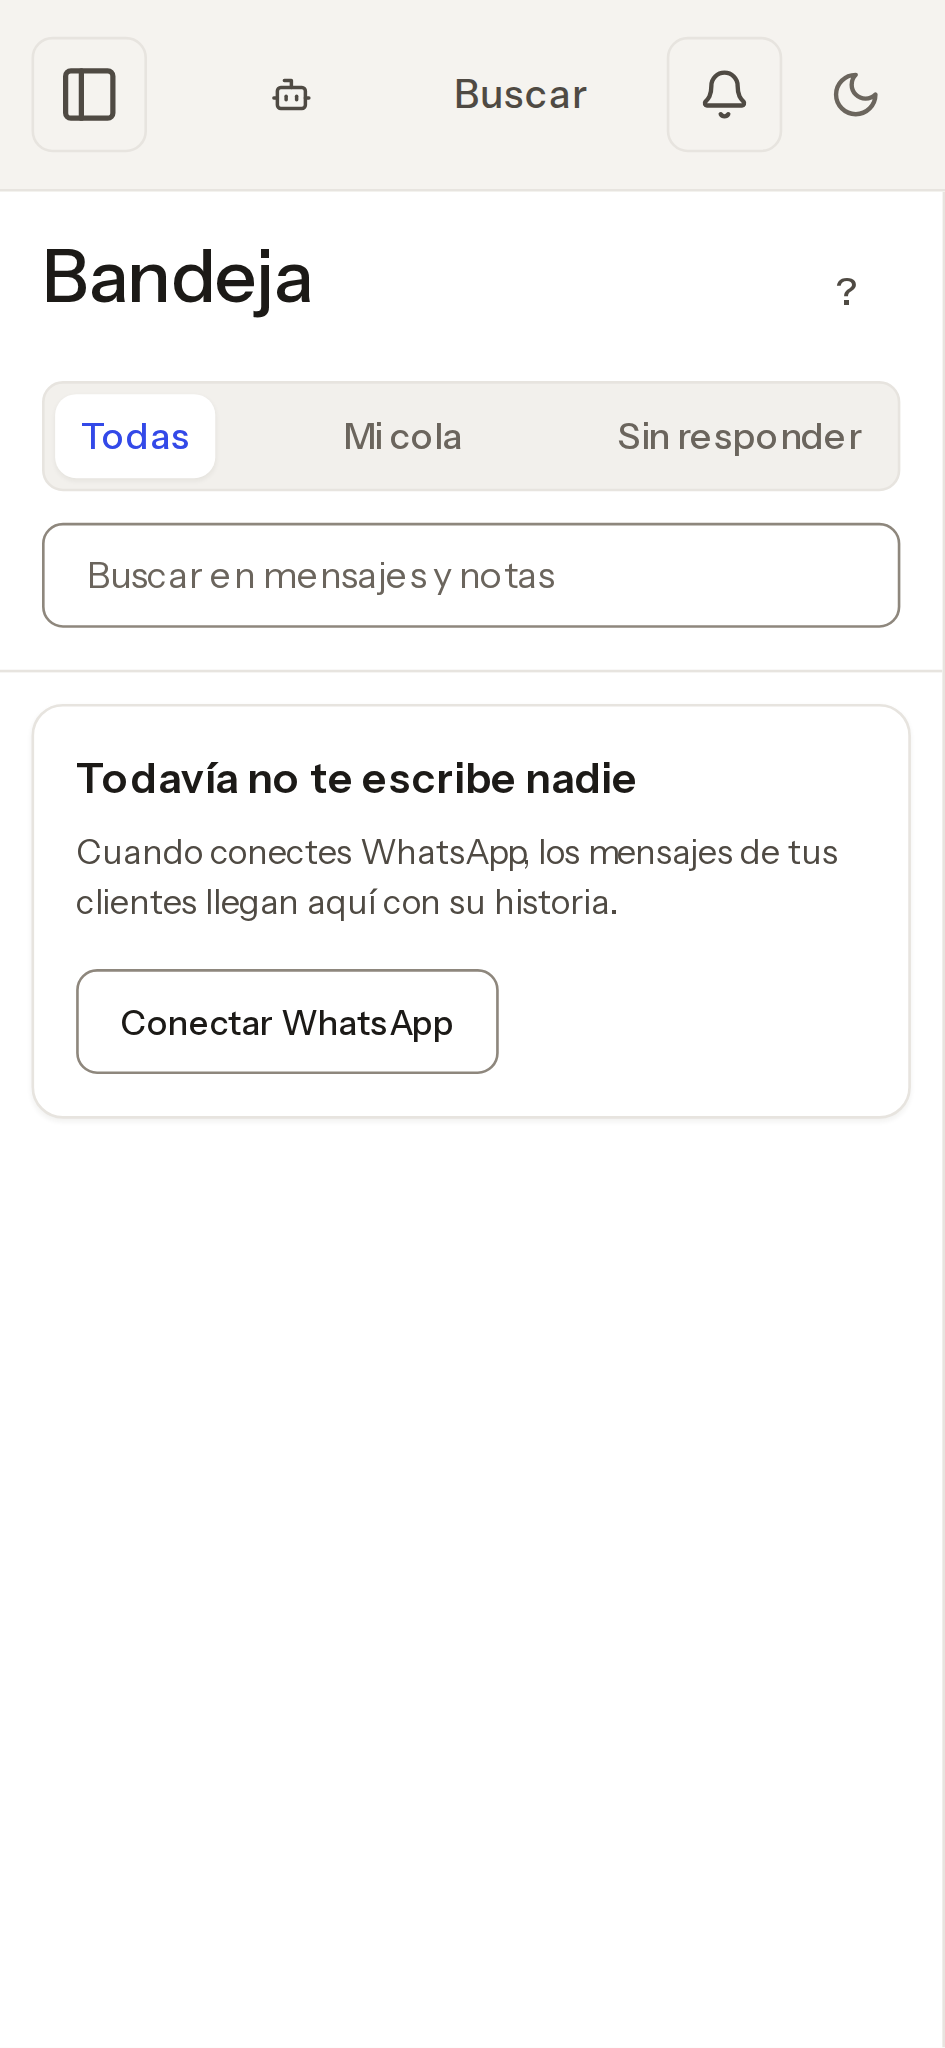 Buscar
Bandeja
?
Todas
Mi cola
Sin responder
Buscar en mensajes y notas
Todavía no te escribe nadie
Cuando conectes WhatsApp, los mensajes de tus
clientes llegan aquí con su historia.
Conectar WhatsApp